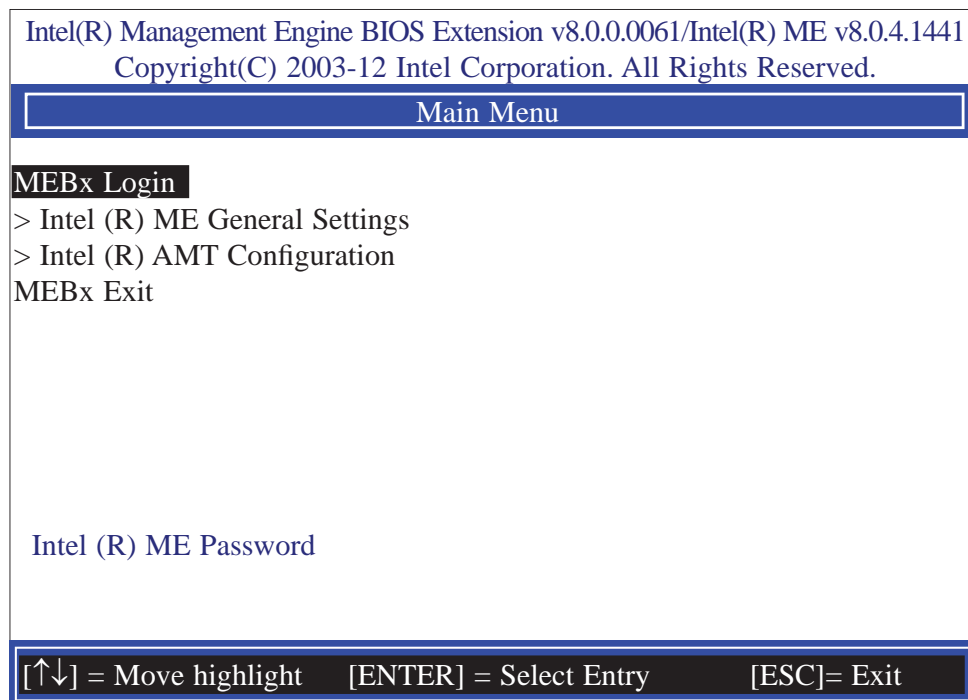 Intel(R) Management Engine BIOS Extension v8.0.0.0061/Intel(R) ME v8.0.4.1441
Copyright(C) 2003-12 Intel Corporation. All Rights Reserved.
Main Menu
MEBx Login
> Intel (R) ME General Settings
> Intel (R) AMT Configuration
MEBx Exit
Intel (R) ME Password
[↑↓] = Move highlight [ENTER] = Select Entry [ESC]= Exit